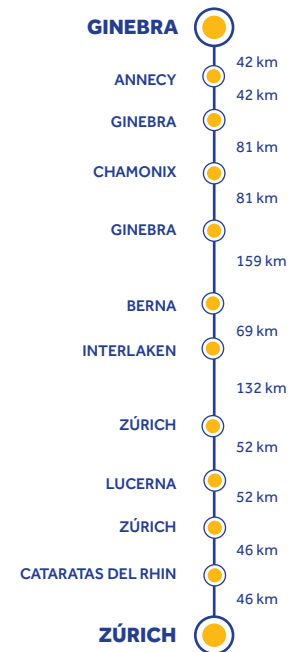 GINEBRA
42 km
ANNECY
42 km
GINEBRA
81 km
CHAMONIX
81 km
GINEBRA
159 km
BERNA
69 km
INTERLAKEN
132 km
ZÚRICH
52 km
LUCERNA
52 km
ZÚRICH
46 km
CATARATAS DEL RHIN
46 km
ZÚRICH